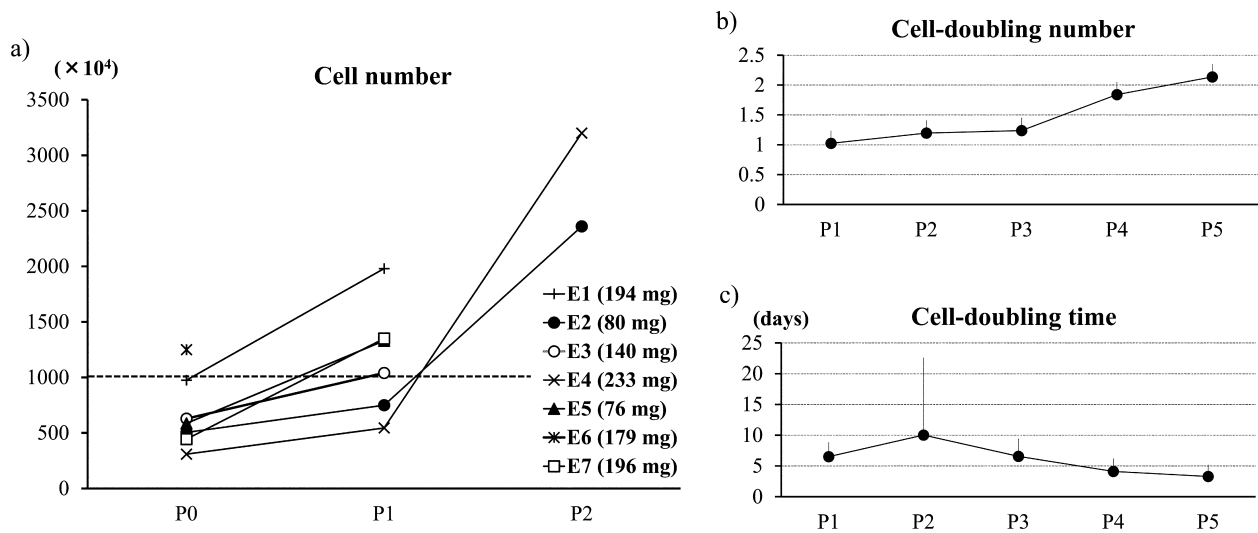 a)
(×10⁴)
Cell number
3500
3000
2500
2000
1500
1000
500
0
P0 P1 P2
E1 (194 mg)
E2 (80 mg)
E3 (140 mg)
E4 (233 mg)
E5 (76 mg)
E6 (179 mg)
E7 (196 mg)
b)
Cell-doubling number
2.5
2
1.5
1
0.5
0
P1 P2 P3 P4 P5
c)
(days)
Cell-doubling time
25
20
15
10
5
0
P1 P2 P3 P4 P5